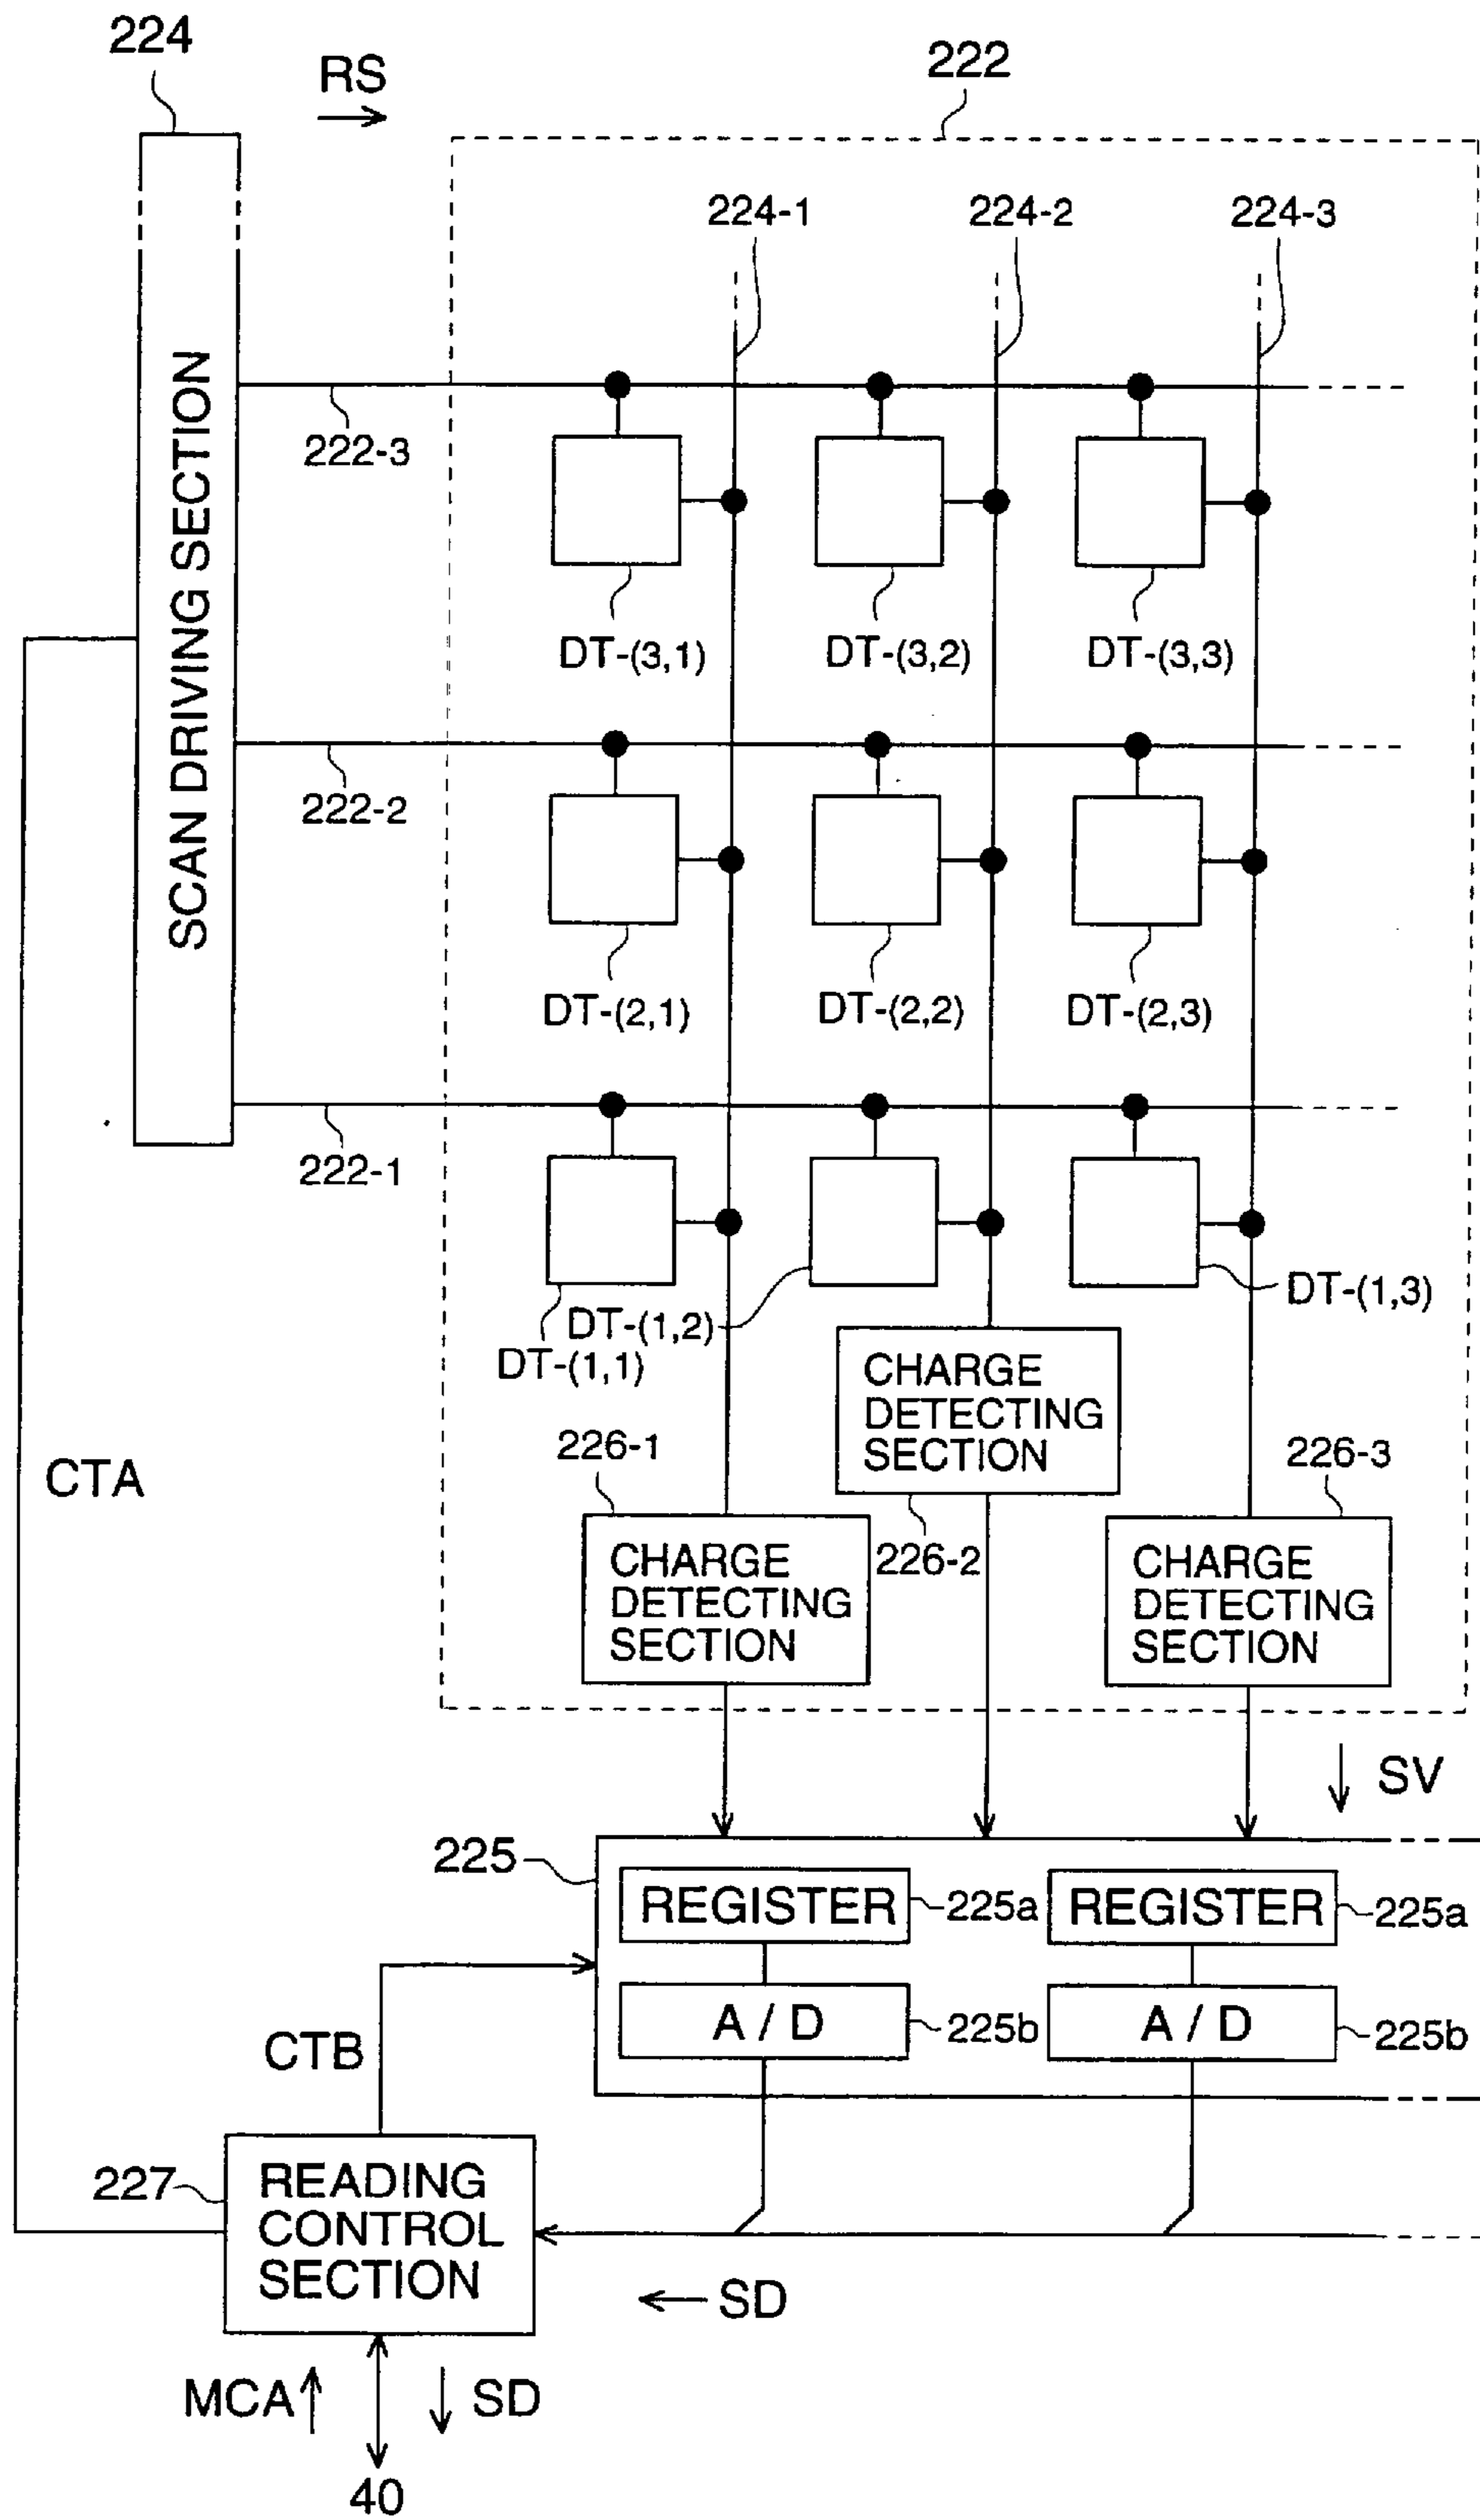 224
RS
222
224-1
224-2
224-3
SCAN DRIVING SECTION
222-3
DT-(3,1)
DT-(3,2)
DT-(3,3)
222-2
DT-(2,1)
DT-(2,2)
DT-(2,3)
222-1
DT-(1,3)
DT-(1,2)
DT-(1,1)
CHARGE
DETECTING
SECTION
226-1
226-3
CTA
226-2
CHARGE
DETECTING
SECTION
CHARGE
DETECTING
SECTION
SV
225
REGISTER
225a
REGISTER
225a
A / D
225b
A / D
225b
CTB
227
READING
CONTROL
SECTION
SD
MCA
SD
40